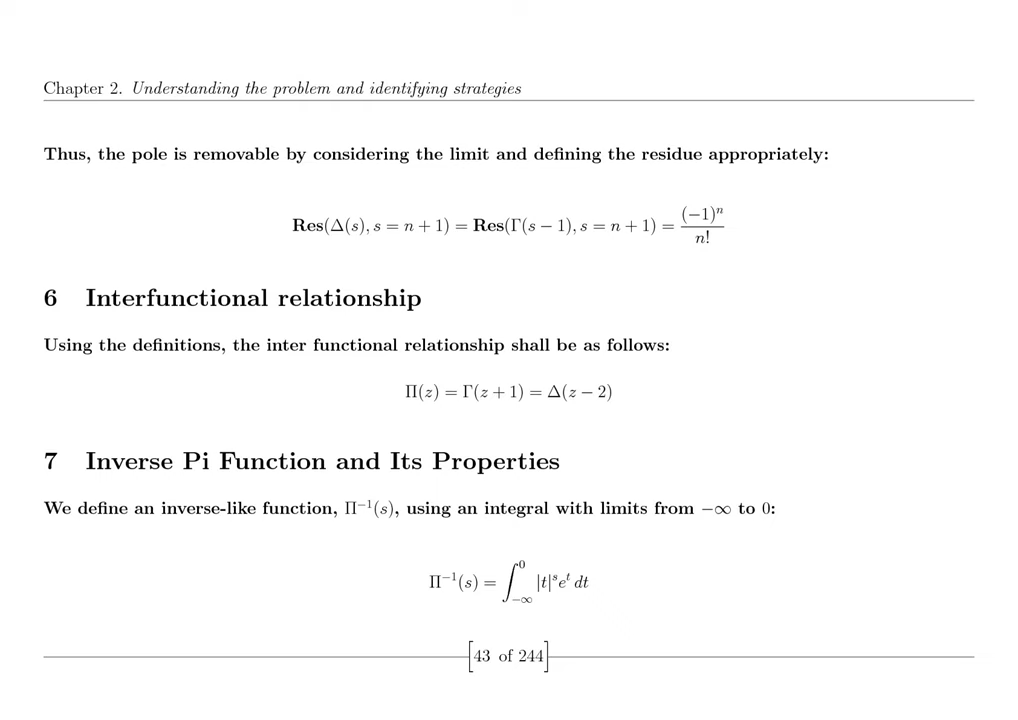 Chapter 2. Understanding the problem and identifying strategies
Thus, the pole is removable by considering the limit and defining the residue appropriately:
Res(Δ(s), s = n + 1) = Res(Γ(s − 1), s = n + 1) = (−1)ⁿ / n!
6 Interfunctional relationship
Using the definitions, the inter functional relationship shall be as follows:
Π(z) = Γ(z + 1) = Δ(z − 2)
7 Inverse Pi Function and Its Properties
We define an inverse-like function, Π⁻¹(s), using an integral with limits from −∞ to 0:
Π⁻¹(s) = ∫₋∞⁰ |t|ˢeᵗ dt
[43 of 244]